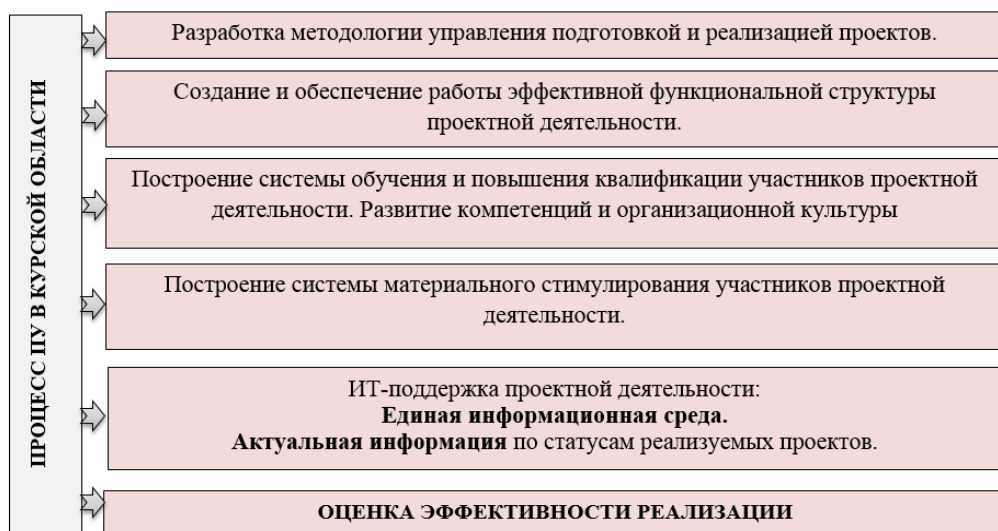 ПРОЦЕСС ПУ В КУРСКОЙ ОБЛАСТИ
Разработка методологии управления подготовкой и реализацией проектов.
Создание и обеспечение работы эффективной функциональной структуры
проектной деятельности.
Построение системы обучения и повышения квалификации участников проектной
деятельности. Развитие компетенций и организационной культуры
Построение системы материального стимулирования участников проектной
деятельности.
ИТ-поддержка проектной деятельности:
Единая информационная среда.
Актуальная информация по статусам реализуемых проектов.
ОЦЕНКА ЭФФЕКТИВНОСТИ РЕАЛИЗАЦИИ